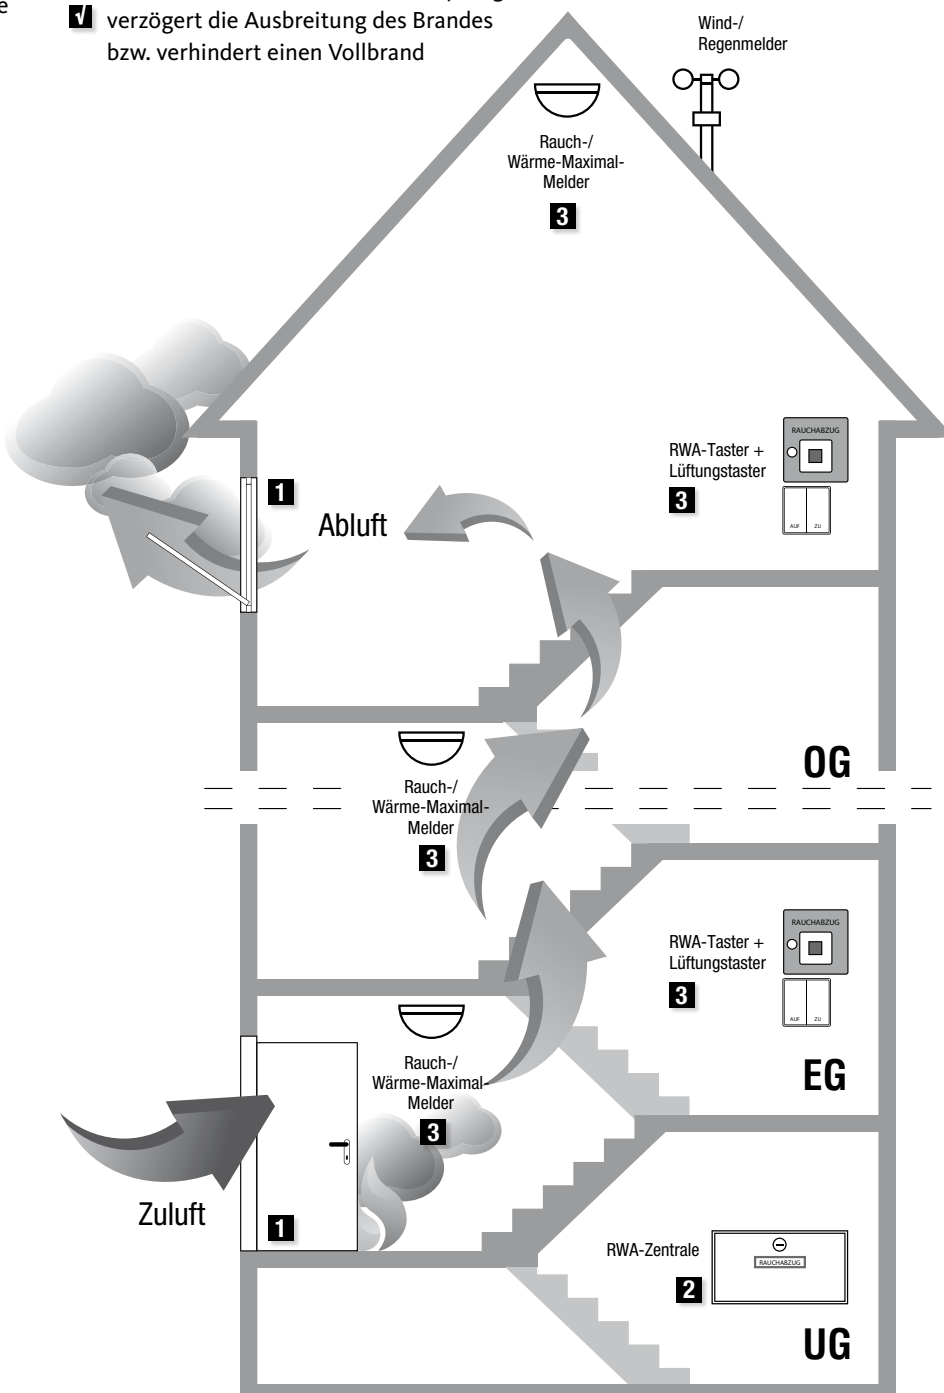 e
√ verzögert die Ausbreitung des Brandes
bzw. verhindert einen Vollbrand
Wind-/
Regenmelder
Rauch-/
Wärme-Maximal-
Melder
3
1
Abluft
RWA-Taster +
Lüftungstaster
3
RAUCHABZUG
AUF ZU
OG
Rauch-/
Wärme-Maximal-
Melder
3
RWA-Taster +
Lüftungstaster
3
RAUCHABZUG
AUF ZU
EG
Rauch-/
Wärme-Maximal-
Melder
3
Zuluft
1
RWA-Zentrale
2
RAUCHABZUG
UG